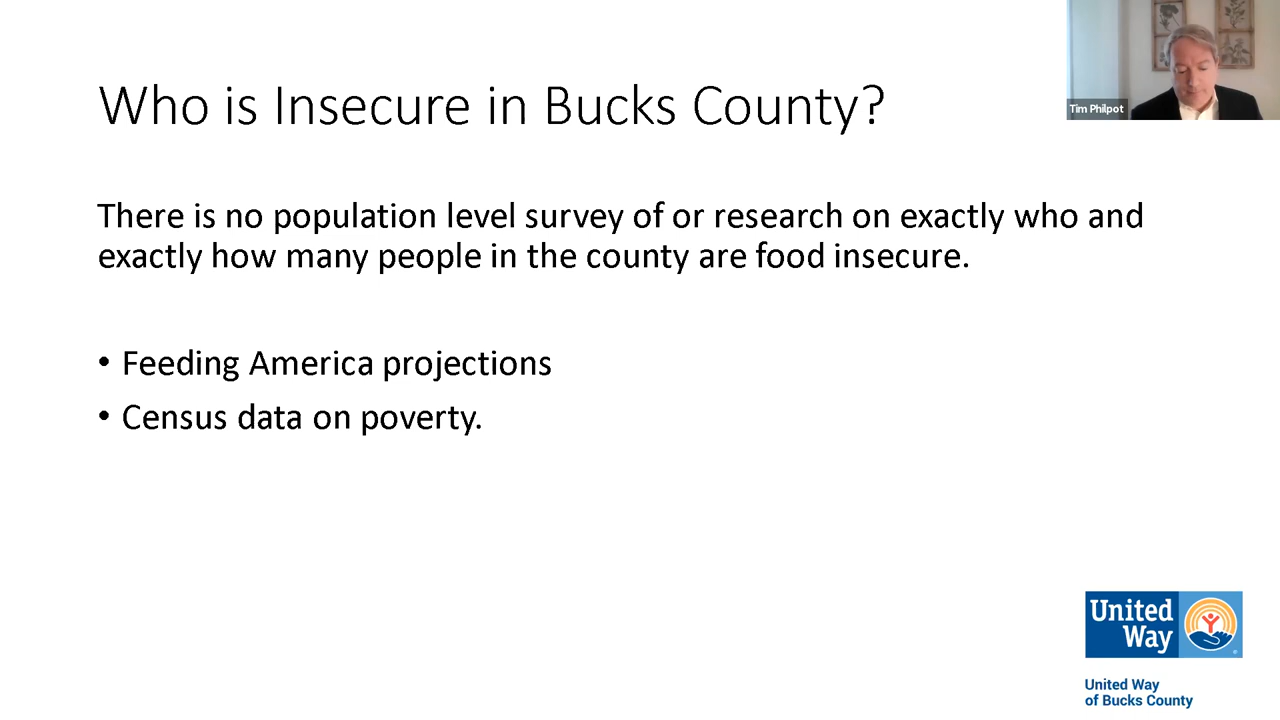 Who is Insecure in Bucks County?
Tim Philpot
There is no population level survey of or research on exactly who and
exactly how many people in the county are food insecure.
• Feeding America projections
• Census data on poverty.
United
Way
United Way
of Bucks County